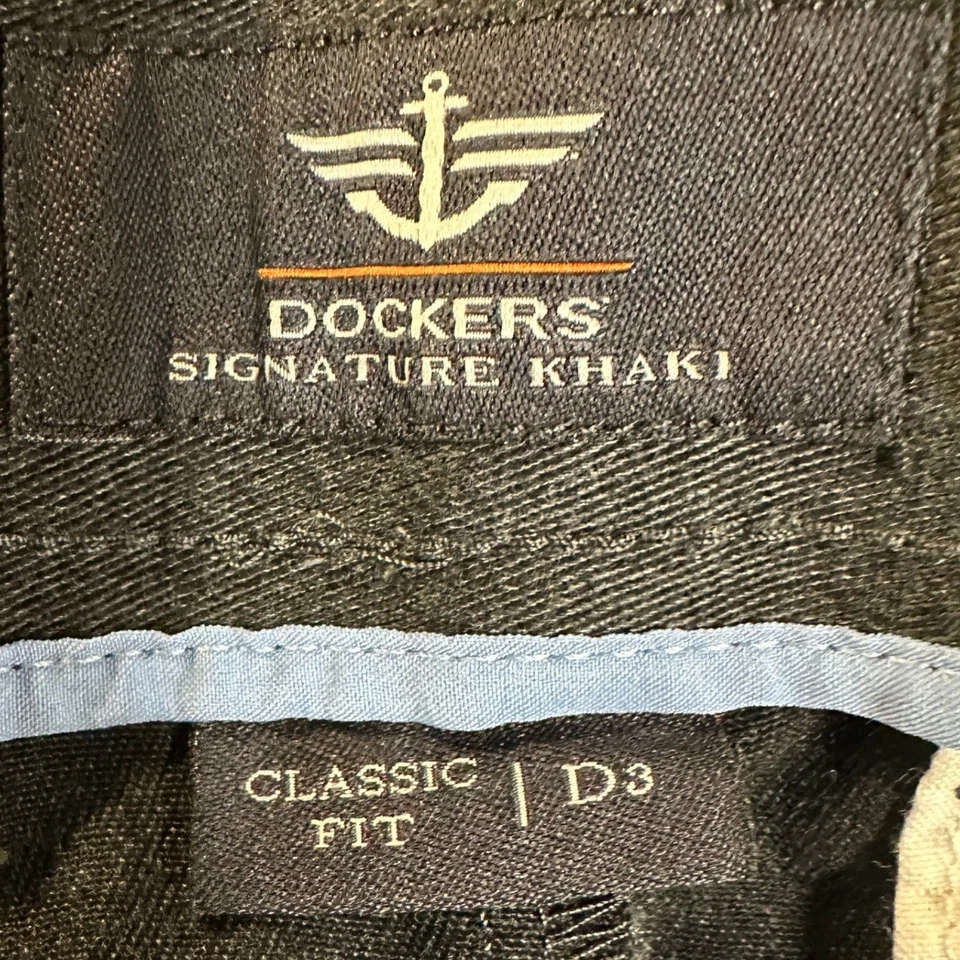 DOCKERS
SIGNATURE KHAKI
CLASSIC FIT | D3